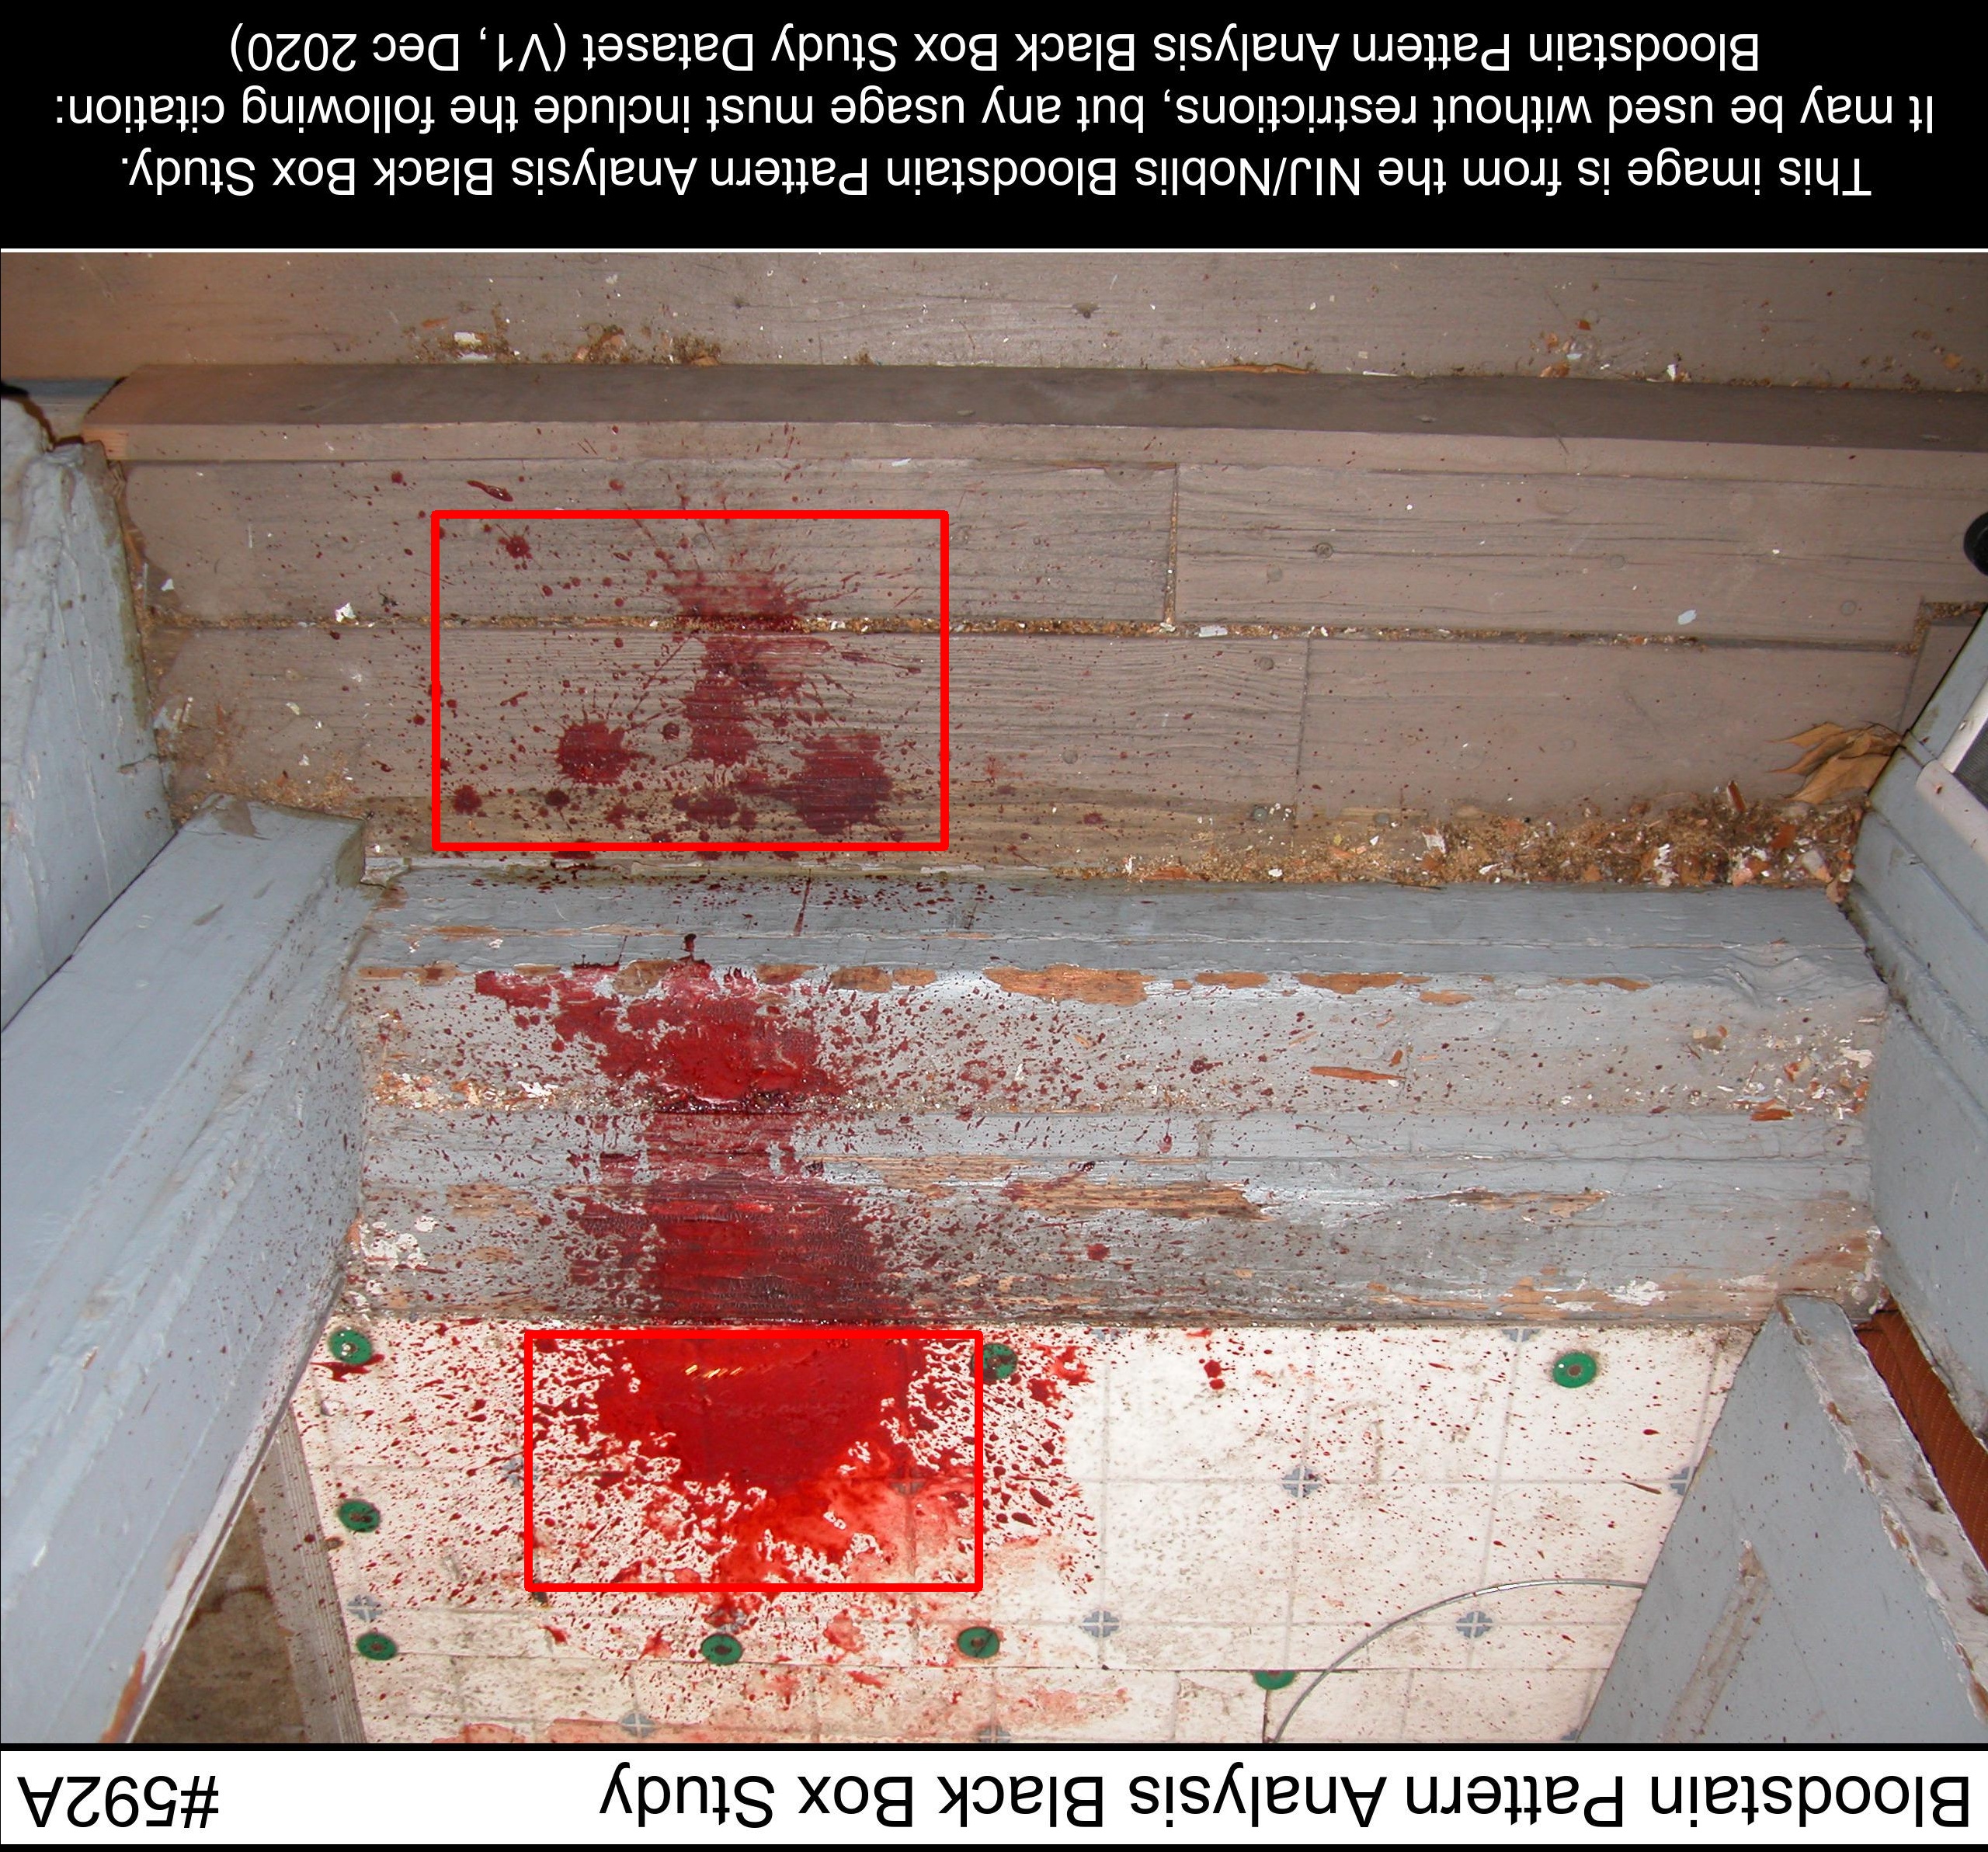 Bloodstain Pattern Analysis Black Box Study #592A
This image is from the NIJ/Noblis Bloodstain Pattern Analysis Black Box Study.
It may be used without restrictions, but any usage must include the following citation:
Bloodstain Pattern Analysis Black Box Study Dataset (V1, Dec 2020)